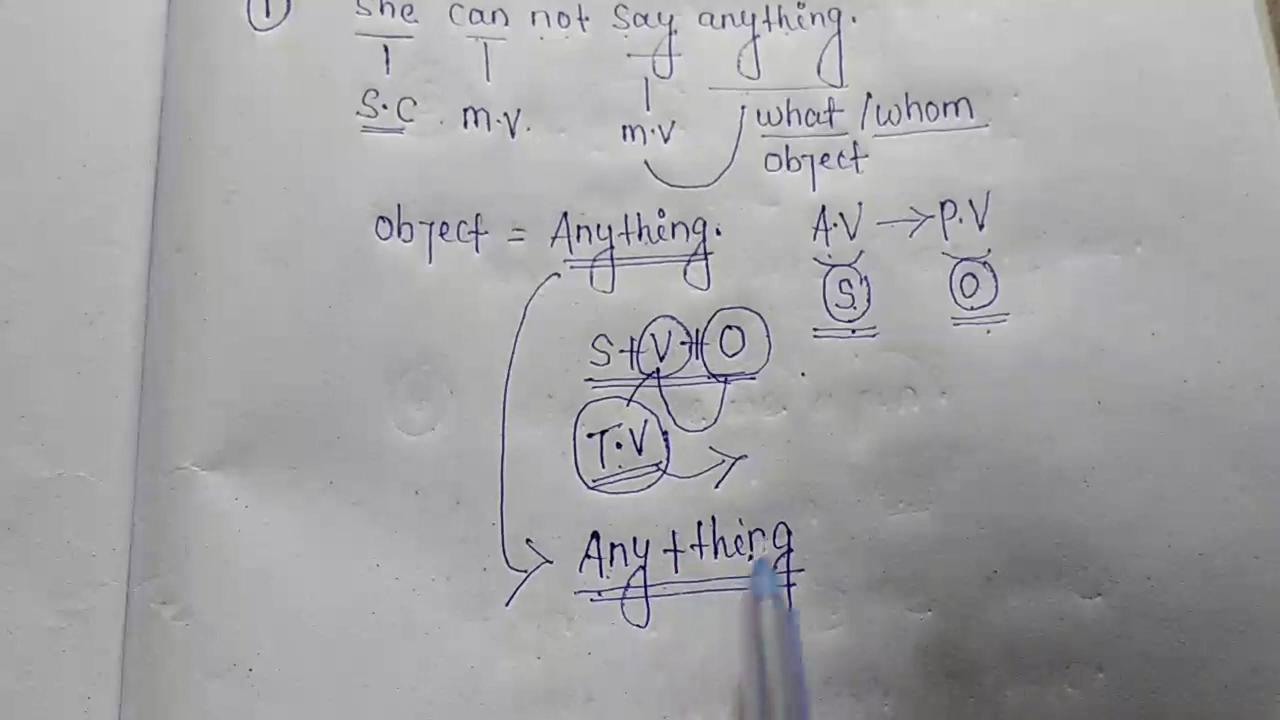 ① She can not say anything.
S.C m.v. m.v what / whom
object
object = Anything. A.V → P.V
S O
S + V + O
T.V
Any + thing